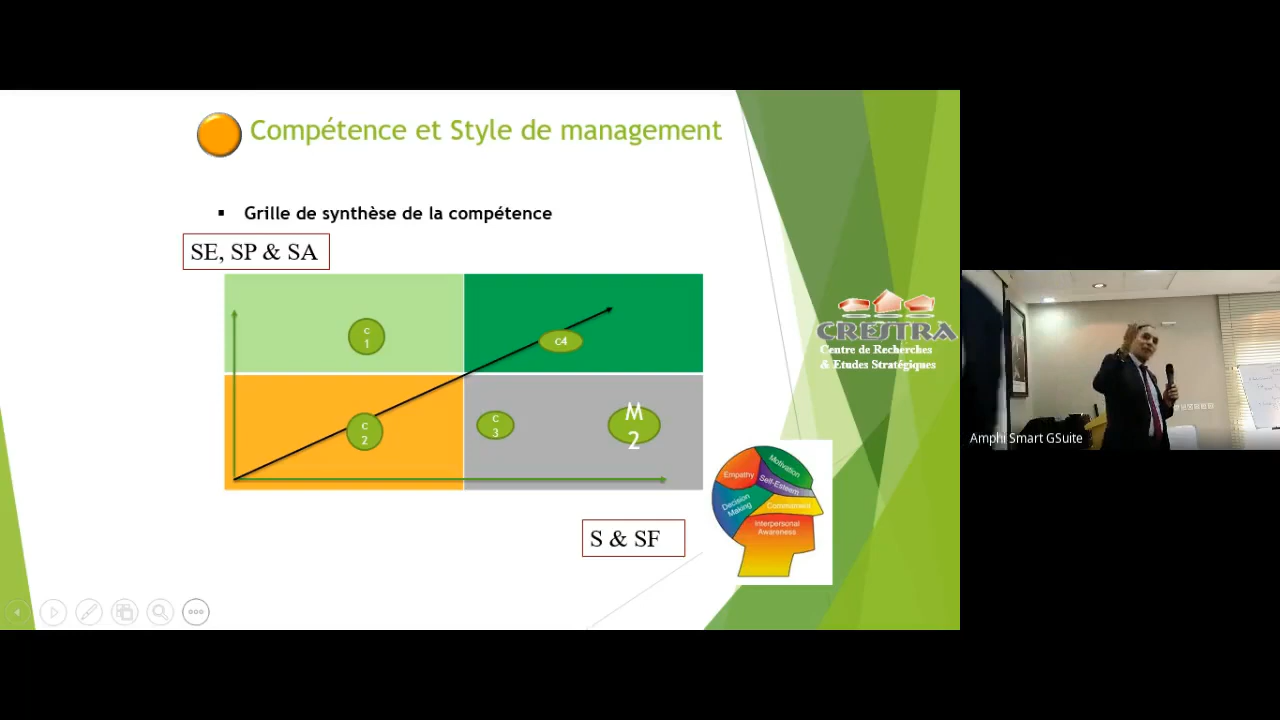 Compétence et Style de management
▪ Grille de synthèse de la compétence
SE, SP & SA
c
1
c4
c
2
c
3
M
2
S & SF
CRESTRA
Centre de Recherches
& Etudes Stratégiques
Motivation
Empathy
Self-Esteem
Decision
Making
Commitment
Interpersonal
Awareness
Amphi Smart GSuite